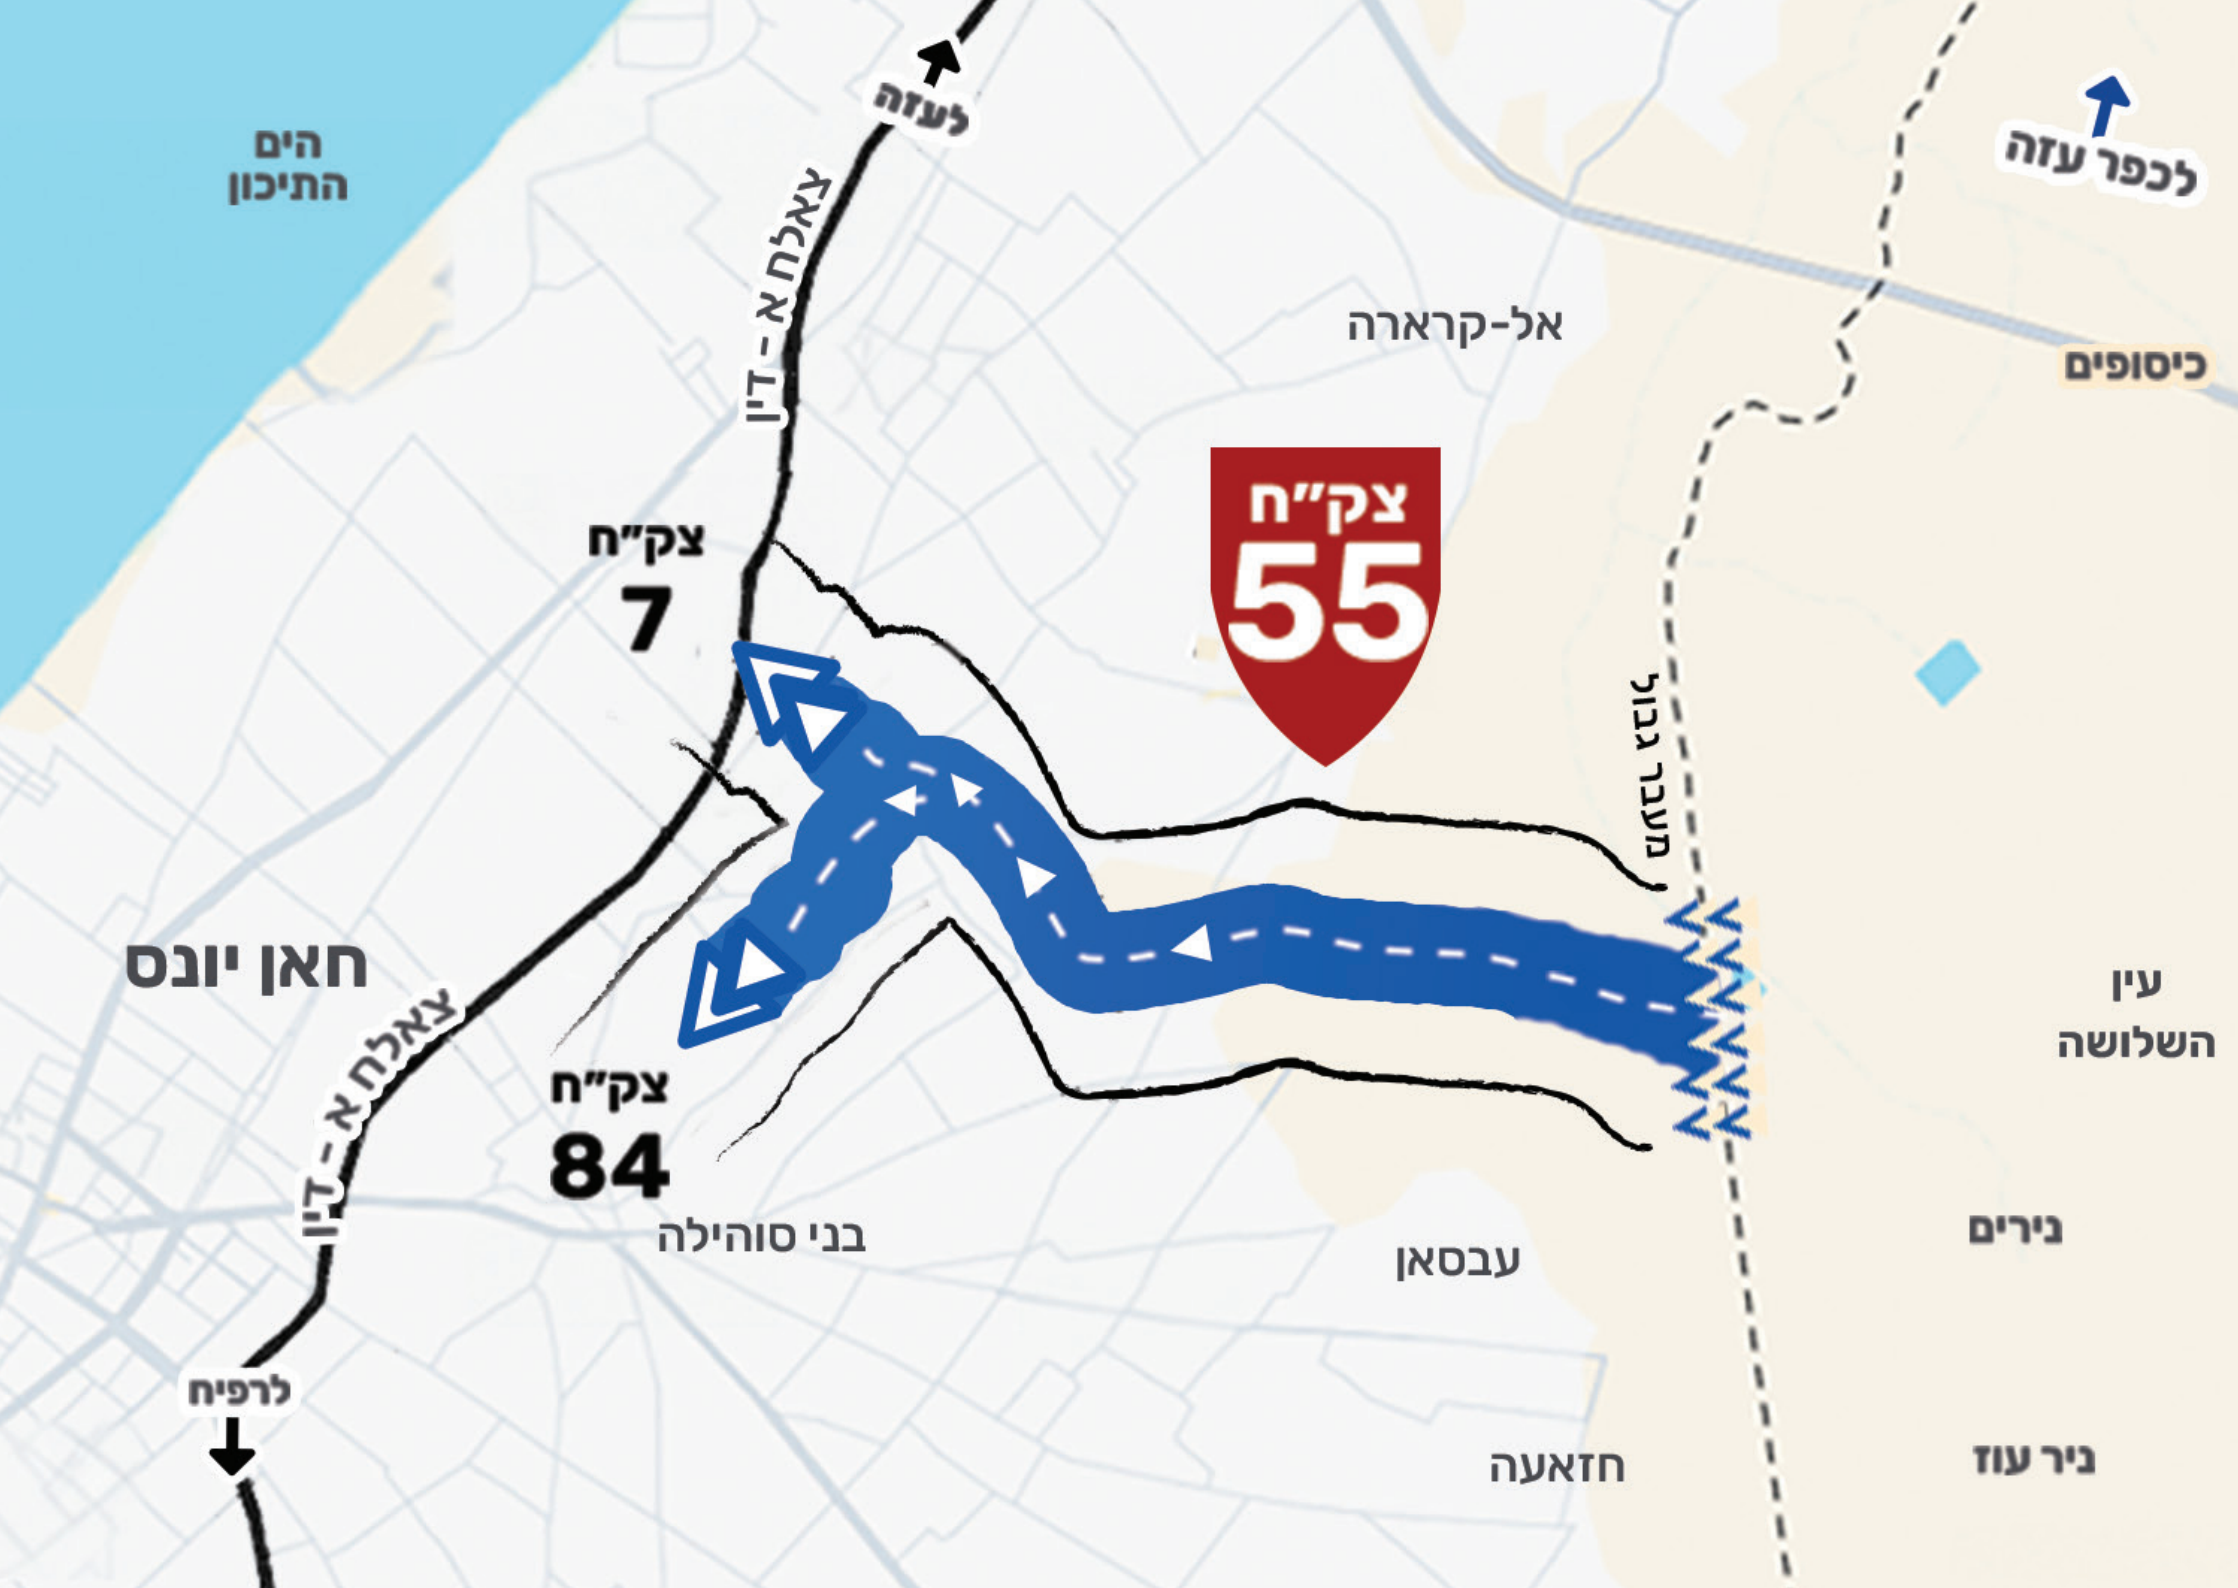 לעזה
לכפר עזה
הים
התיכון
צאלח א - דין
אל-קרארה
כיסופים
צק״ח
55
צק״ח
7
מעבר גבול
חאן יונס
עין
השלושה
צאלח א - דין
צק״ח
84
בני סוהילה
עבסאן
נירים
לרפיח
חזאעה
ניר עוז